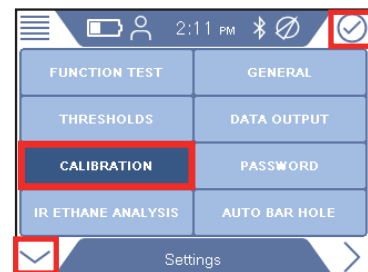 2:11 PM
FUNCTION TEST GENERAL
THRESHOLDS DATA OUTPUT
CALIBRATION PASSWORD
IR ETHANE ANALYSIS AUTO BAR HOLE
Settings